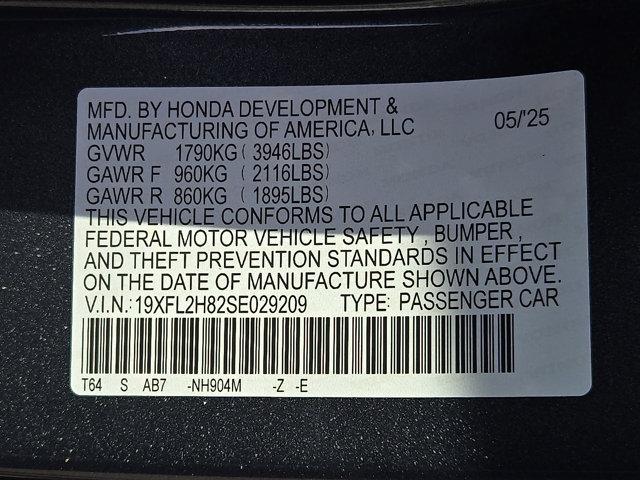 MFD. BY HONDA DEVELOPMENT &
MANUFACTURING OF AMERICA, LLC 05/'25
GVWR 1790KG ( 3946LBS)
GAWR F 960KG ( 2116LBS)
GAWR R 860KG ( 1895LBS)
THIS VEHICLE CONFORMS TO ALL APPLICABLE
FEDERAL MOTOR VEHICLE SAFETY , BUMPER ,
AND THEFT PREVENTION STANDARDS IN EFFECT
ON THE DATE OF MANUFACTURE SHOWN ABOVE.
V.I.N.:19XFL2H82SE029209 TYPE: PASSENGER CAR
T64 S AB7 -NH904M -Z -E